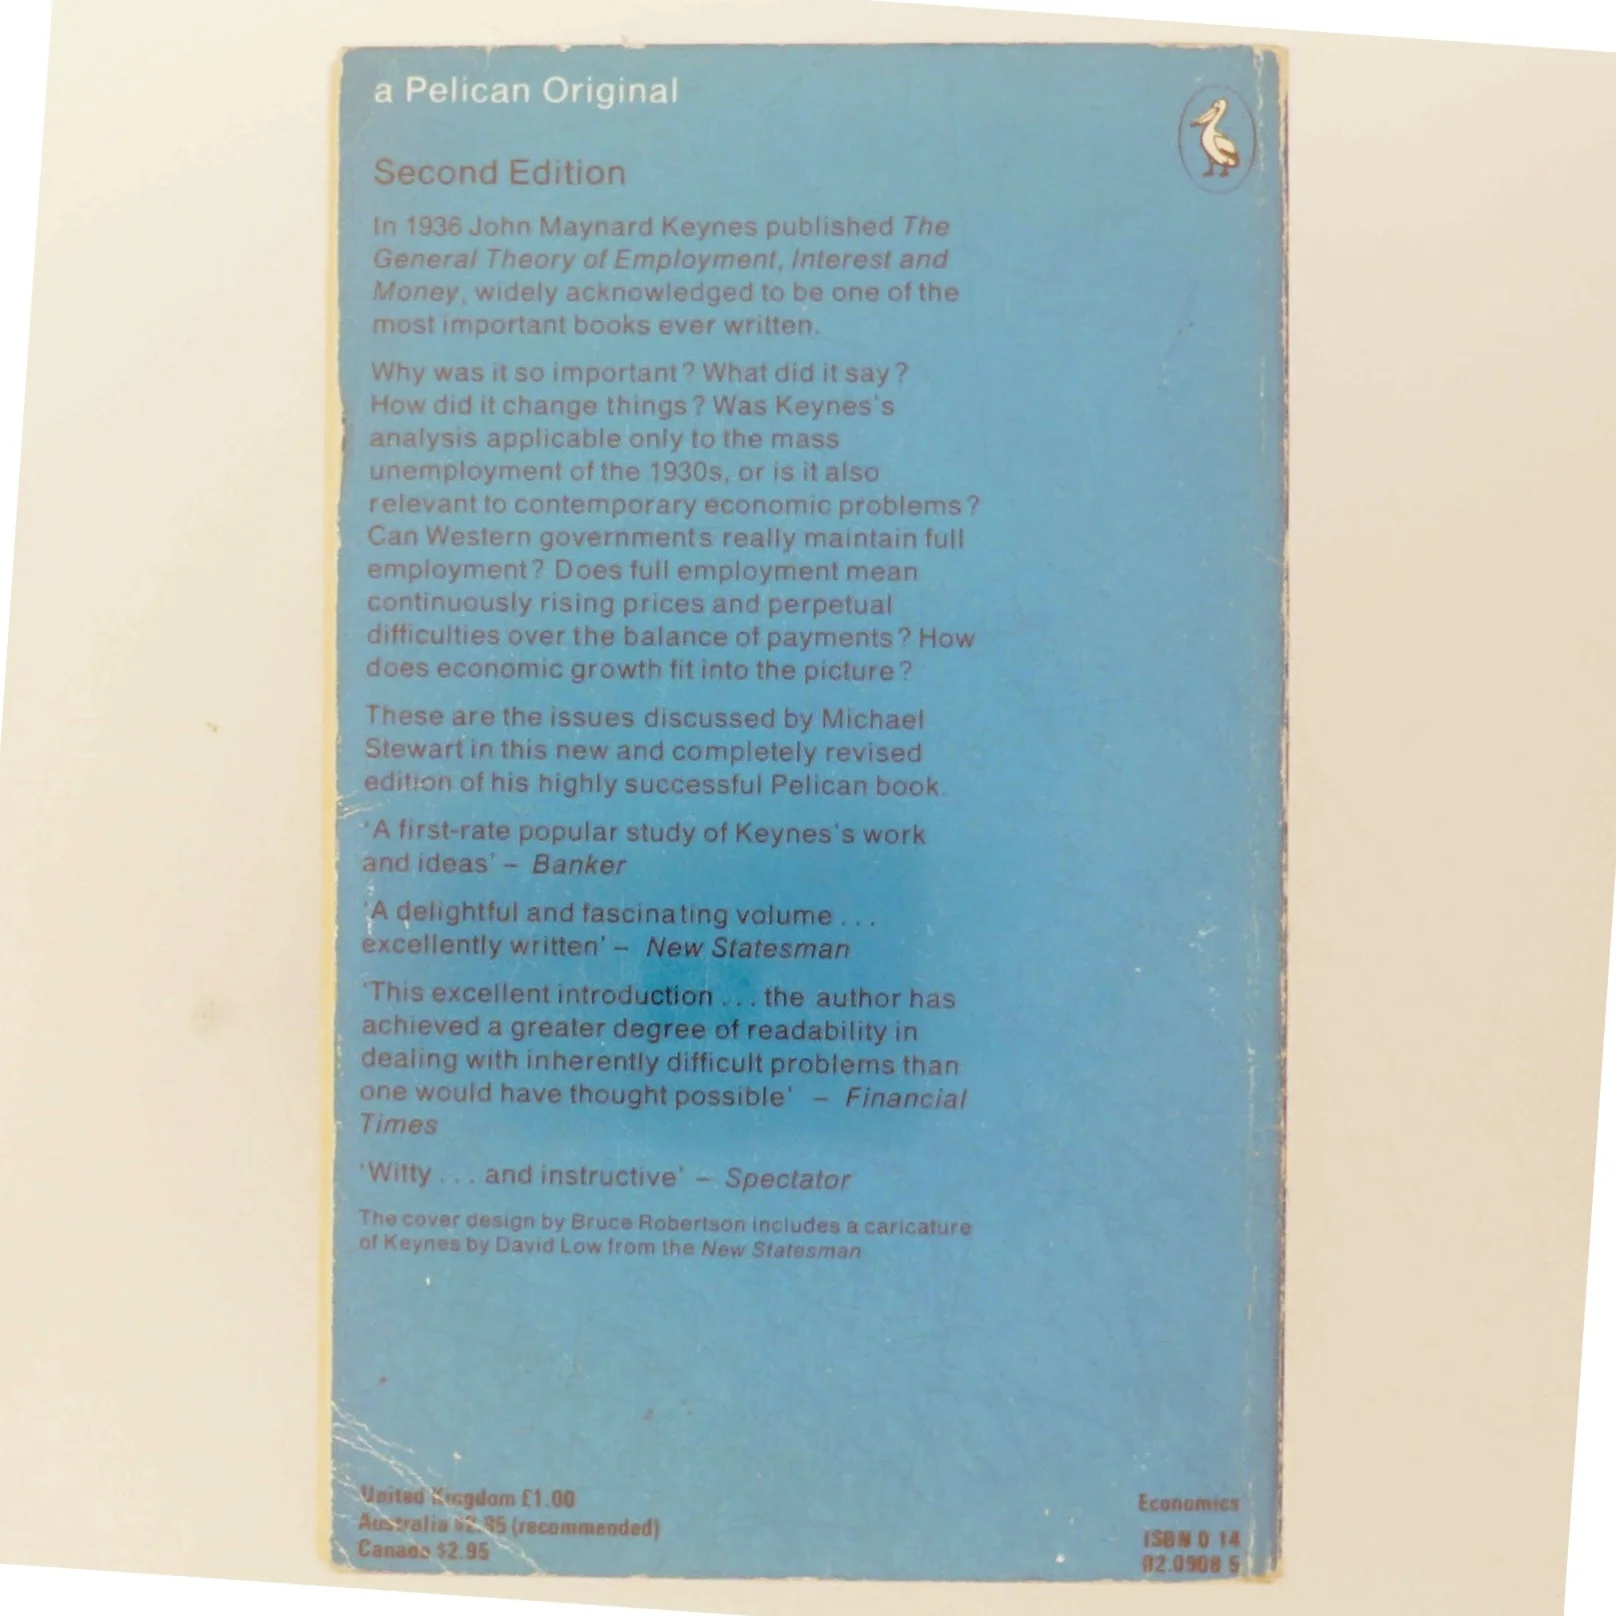 a Pelican Original
Second Edition
In 1936 John Maynard Keynes published The
General Theory of Employment, Interest and
Money, widely acknowledged to be one of the
most important books ever written.
Why was it so important? What did it say?
How did it change things? Was Keynes's
analysis applicable only to the mass
unemployment of the 1930s, or is it also
relevant to contemporary economic problems?
Can Western governments really maintain full
employment? Does full employment mean
continuously rising prices and perpetual
difficulties over the balance of payments? How
does economic growth fit into the picture?
These are the issues discussed by Michael
Stewart in this new and completely revised
edition of his highly successful Pelican book.
'A first-rate popular study of Keynes's work
and ideas' – Banker
'A delightful and fascinating volume . . .
excellently written' – New Statesman
'This excellent introduction . . . the author has
achieved a greater degree of readability in
dealing with inherently difficult problems than
one would have thought possible' – Financial
Times
'Witty . . . and instructive' – Spectator
The cover design by Bruce Robertson includes a caricature
of Keynes by David Low from the New Statesman
United Kingdom £1.00
Australia (recommended)
Canada $2.95
Economics
ISBN 0 14
02.0908 5